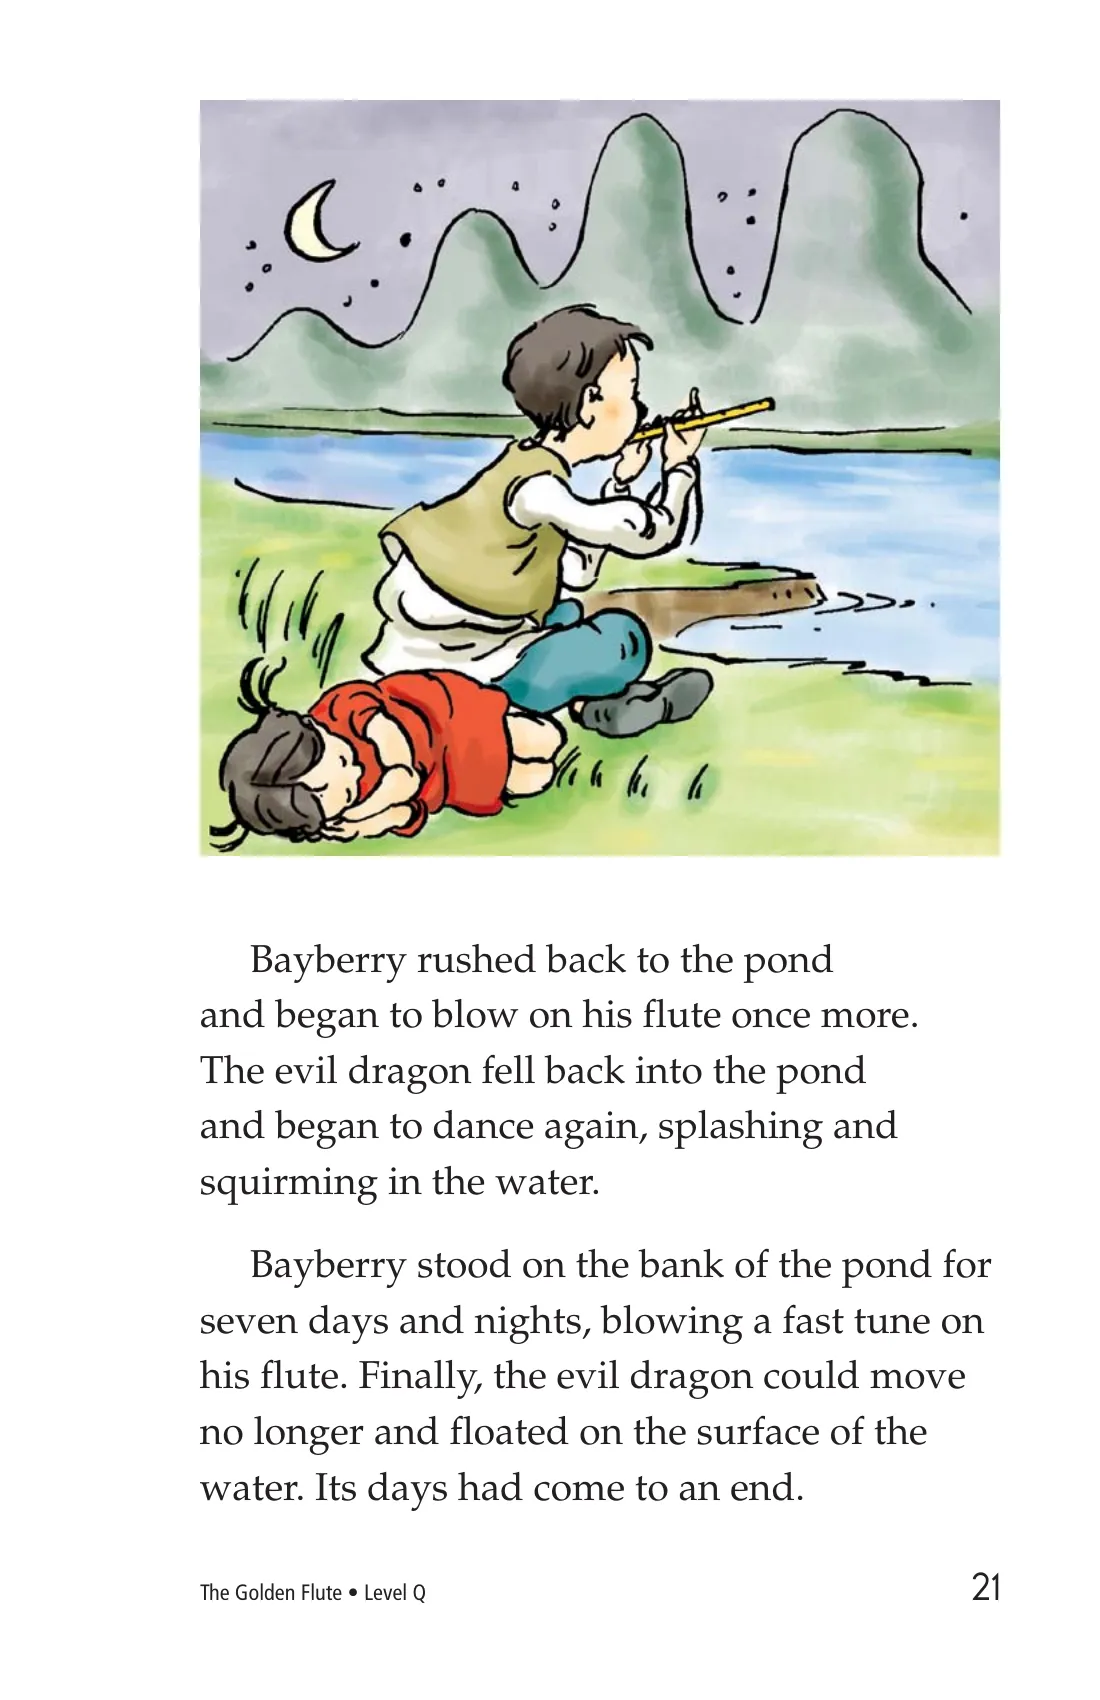 Bayberry rushed back to the pond
and began to blow on his flute once more.
The evil dragon fell back into the pond
and began to dance again, splashing and
squirming in the water.
Bayberry stood on the bank of the pond for
seven days and nights, blowing a fast tune on
his flute. Finally, the evil dragon could move
no longer and floated on the surface of the
water. Its days had come to an end.
The Golden Flute • Level Q
21